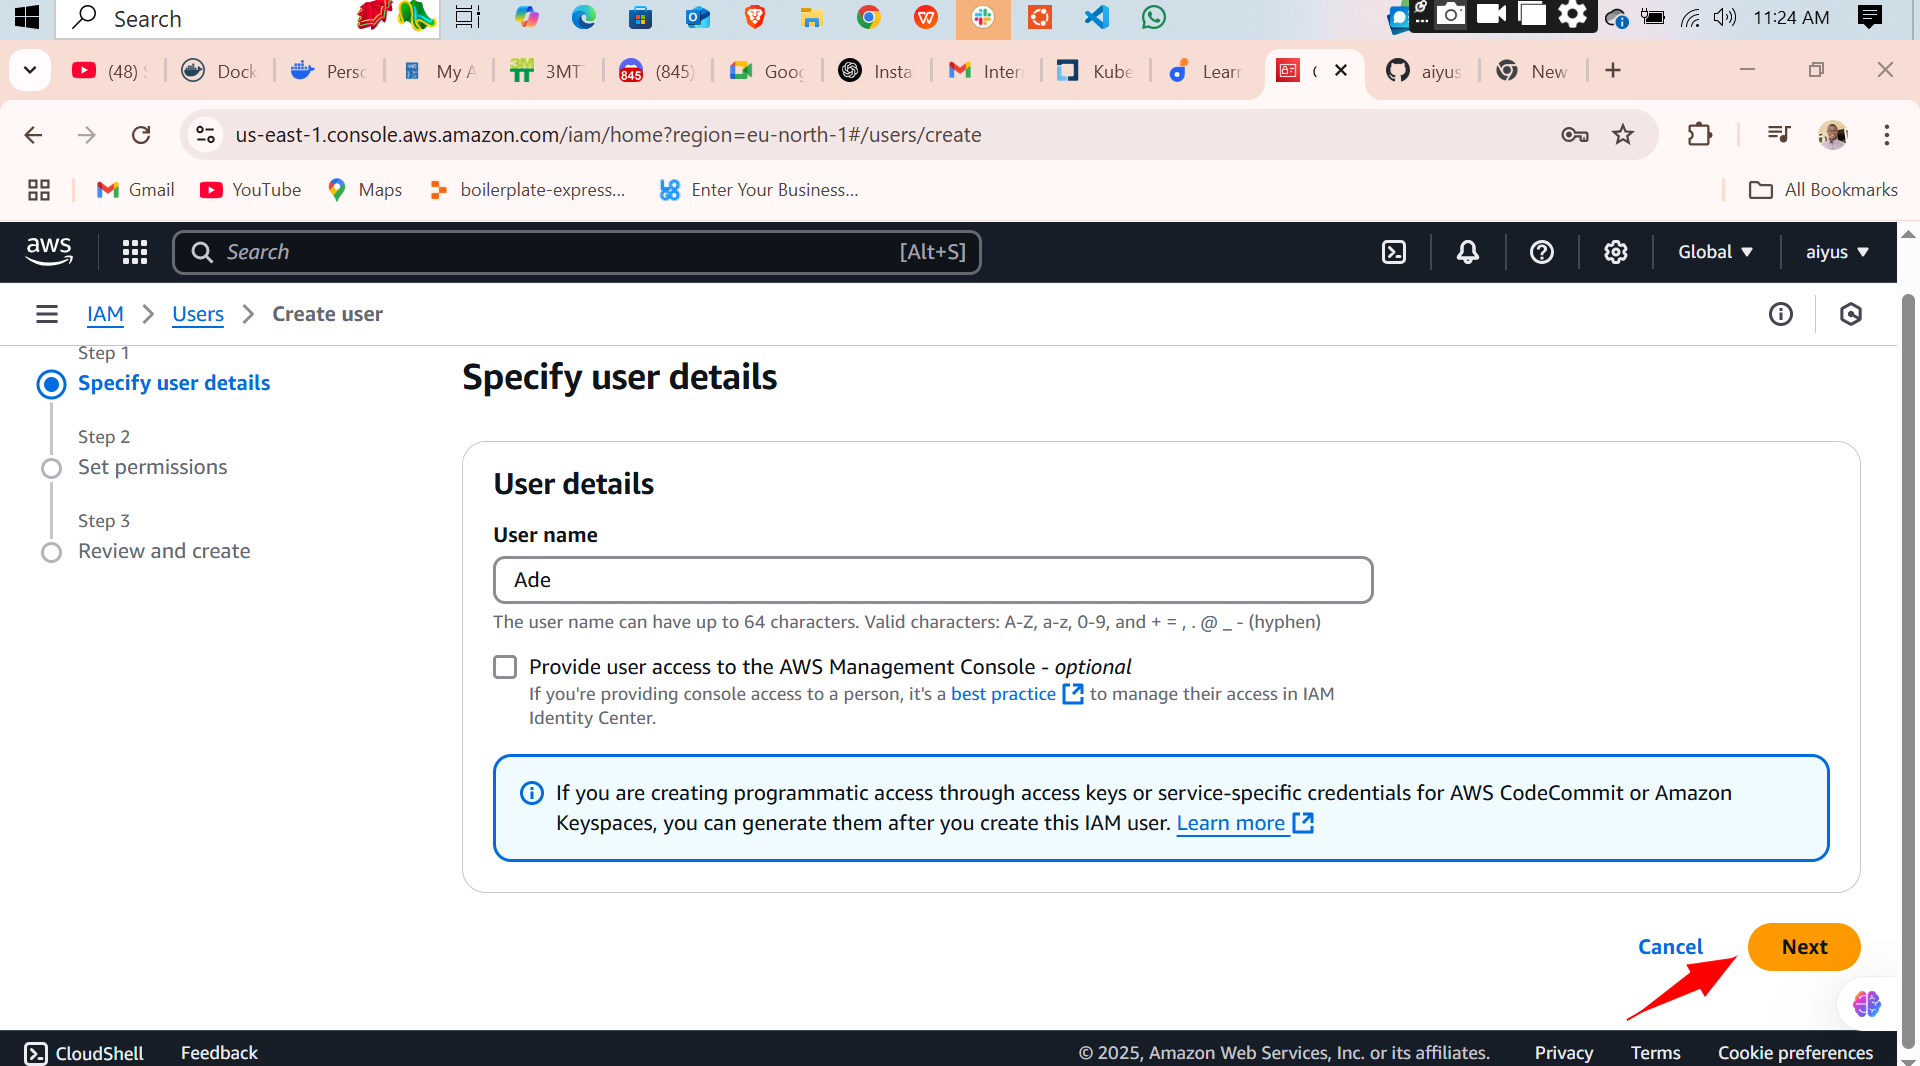 Search
11:24 AM
(48)
Dock
Perso
My A
3MT
845
(845)
Goog
Insta
Inter
Kube
Learn
aiyus
New
us-east-1.console.aws.amazon.com/iam/home?region=eu-north-1#/users/create
Gmail
YouTube
Maps
boilerplate-express...
Enter Your Business...
All Bookmarks
aws
Search
[Alt+S]
Global
aiyus
IAM
Users
Create user
Step 1
Specify user details
Step 2
Set permissions
Step 3
Review and create
Specify user details
User details
User name
Ade
The user name can have up to 64 characters. Valid characters: A-Z, a-z, 0-9, and + = , . @ _ - (hyphen)
Provide user access to the AWS Management Console - optional
If you're providing console access to a person, it's a best practice to manage their access in IAM
Identity Center.
If you are creating programmatic access through access keys or service-specific credentials for AWS CodeCommit or Amazon
Keyspaces, you can generate them after you create this IAM user. Learn more
Cancel
Next
CloudShell
Feedback
© 2025, Amazon Web Services, Inc. or its affiliates.
Privacy
Terms
Cookie preferences